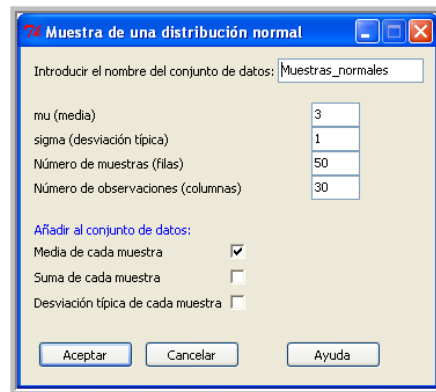 Muestra de una distribución normal
Introducir el nombre del conjunto de datos: Muestras_normales
mu (media) 3
sigma (desviación típica) 1
Número de muestras (filas) 50
Número de observaciones (columnas) 30
Añadir al conjunto de datos:
Media de cada muestra
Suma de cada muestra
Desviación típica de cada muestra
Aceptar Cancelar Ayuda